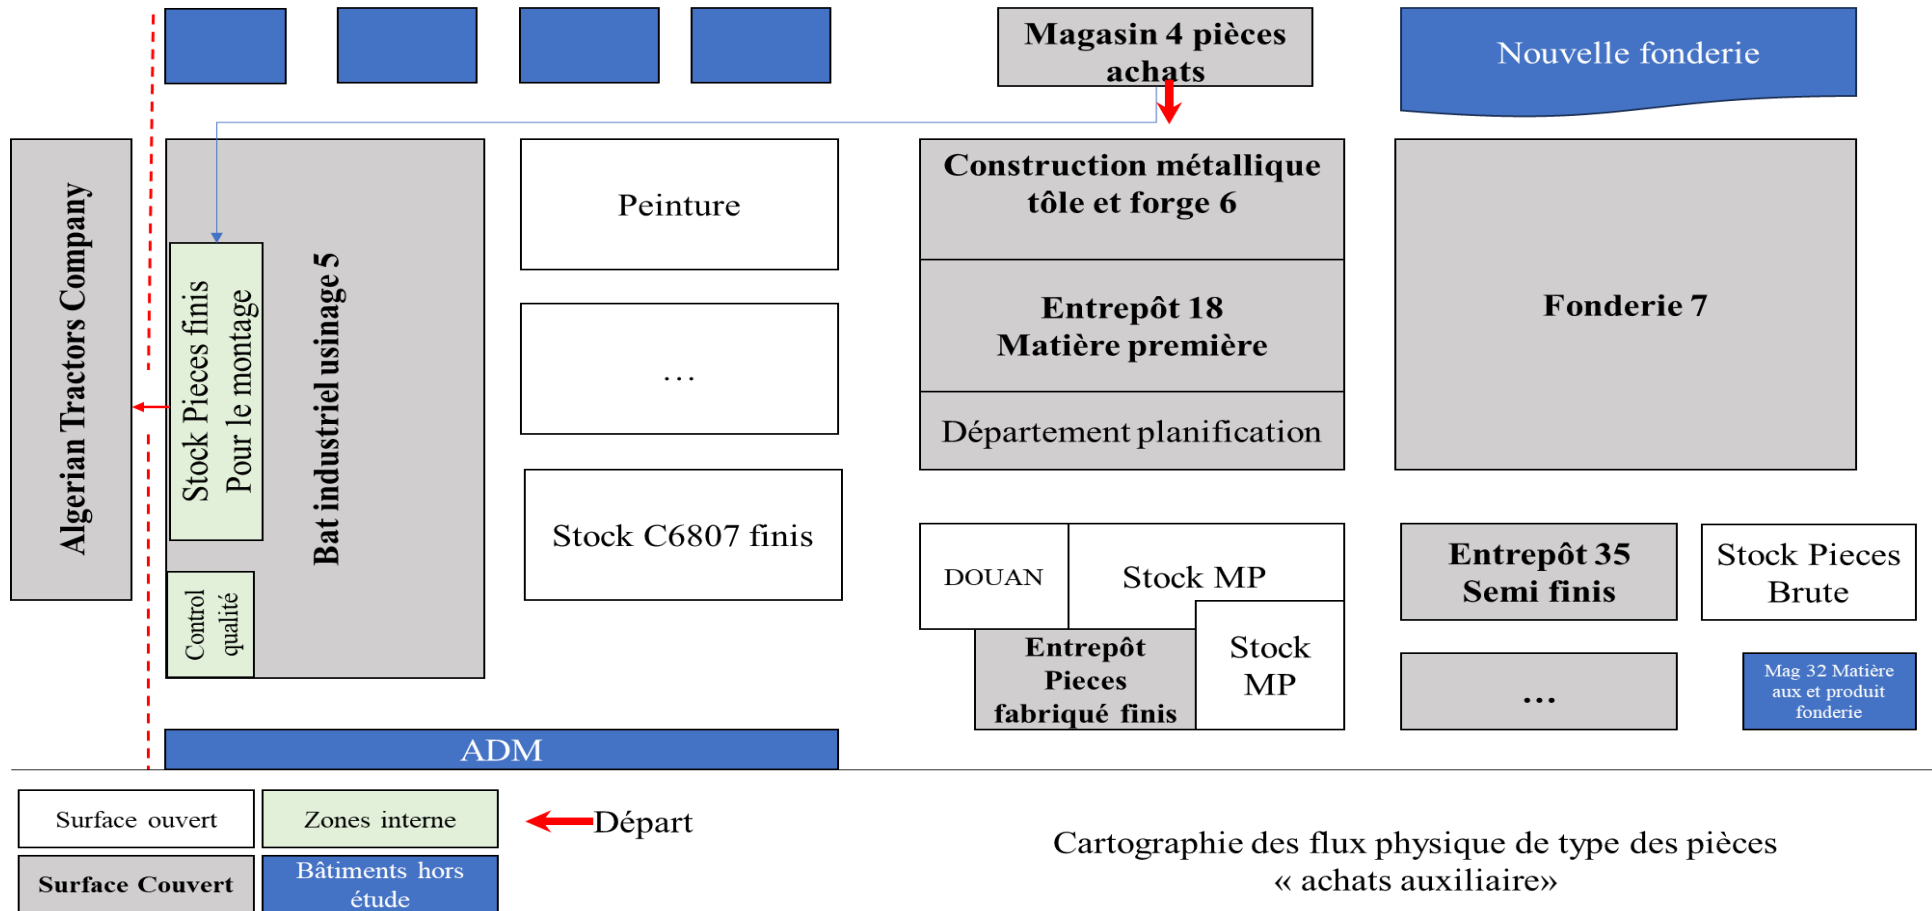 Magasin 4 pièces
achats
Nouvelle fonderie
Algerian Tractors Company
Stock Pieces finis
Pour le montage
Bat industriel usinage 5
Control
qualité
Peinture
…
Stock C6807 finis
Construction métallique
tôle et forge 6
Entrepôt 18
Matière première
Département planification
Fonderie 7
DOUAN
Stock MP
Entrepôt
Pieces
fabriqué finis
Stock
MP
Entrepôt 35
Semi finis
Stock Pieces
Brute
…
Mag 32 Matière
aux et produit
fonderie
ADM
Surface ouvert
Zones interne
Départ
Surface Couvert
Bâtiments hors
étude
Cartographie des flux physique de type des pièces
« achats auxiliaire»